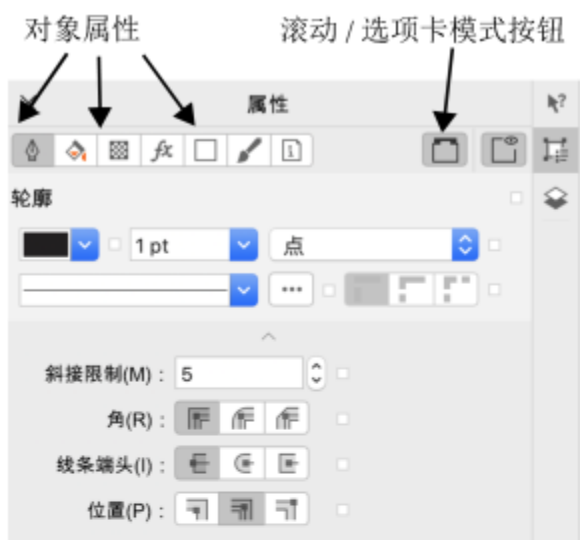 对象属性
滚动 / 选项卡模式按钮
属性
fx
轮廓
1 pt
点
斜接限制(M)：
5
角(R)：
线条端头(I)：
位置(P)：